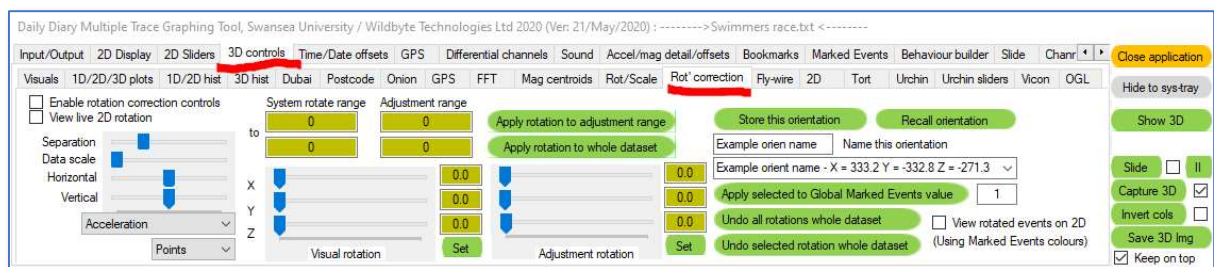 Daily Diary Multiple Trace Graphing Tool, Swansea University / Wildbyte Technologies Ltd 2020 (Ver: 21/May/2020) : -------->Swimmers race.txt <--------
Input/Output 2D Display 2D Sliders 3D controls Time/Date offsets GPS Differential channels Sound Accel/mag detail/offsets Bookmarks Marked Events Behaviour builder Slide Chanr
Visuals 1D/2D/3D plots 1D/2D hist 3D hist Dubai Postcode Onion GPS FFT Mag centroids Rot/Scale Rot' correction Fly-wire 2D Tort Urchin Urchin sliders Vicon OGL
Enable rotation correction controls
View live 2D rotation
Separation
Data scale
Horizontal
Vertical
Acceleration
Points
System rotate range Adjustment range
0 0
to
0 0
Apply rotation to adjustment range
Apply rotation to whole dataset
X 0.0
Y 0.0
Z 0.0
Visual rotation Set
0.0
0.0
0.0
Adjustment rotation Set
Store this orientation Recall orientation
Example orien name Name this orientation
Example orient name - X = 333.2 Y = -332.8 Z = -271.3
Apply selected to Global Marked Events value 1
Undo all rotations whole dataset
Undo selected rotation whole dataset
View rotated events on 2D
(Using Marked Events colours)
Close application
Hide to sys-tray
Show 3D
Slide II
Capture 3D
Invert cols
Save 3D Img
Keep on top